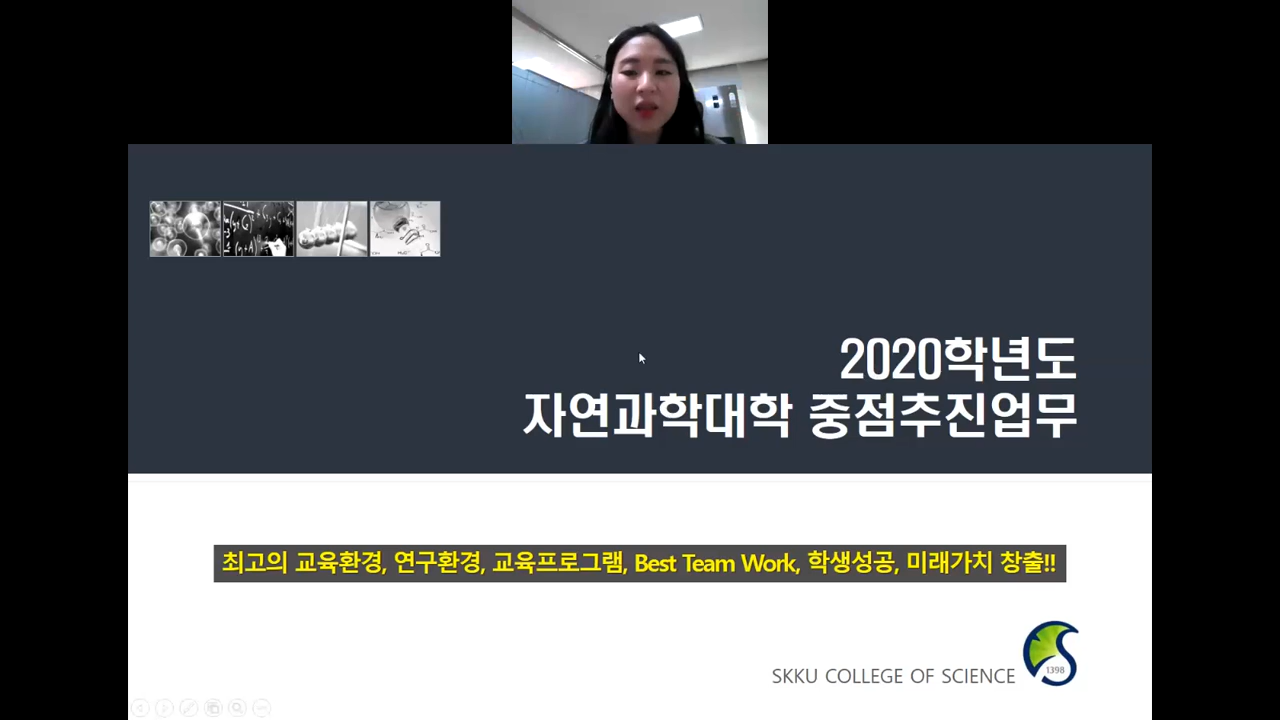 2020학년도
자연과학대학 중점추진업무
최고의 교육환경, 연구환경, 교육프로그램, Best Team Work, 학생성공, 미래가치 창출!!
SKKU COLLEGE OF SCIENCE
1398